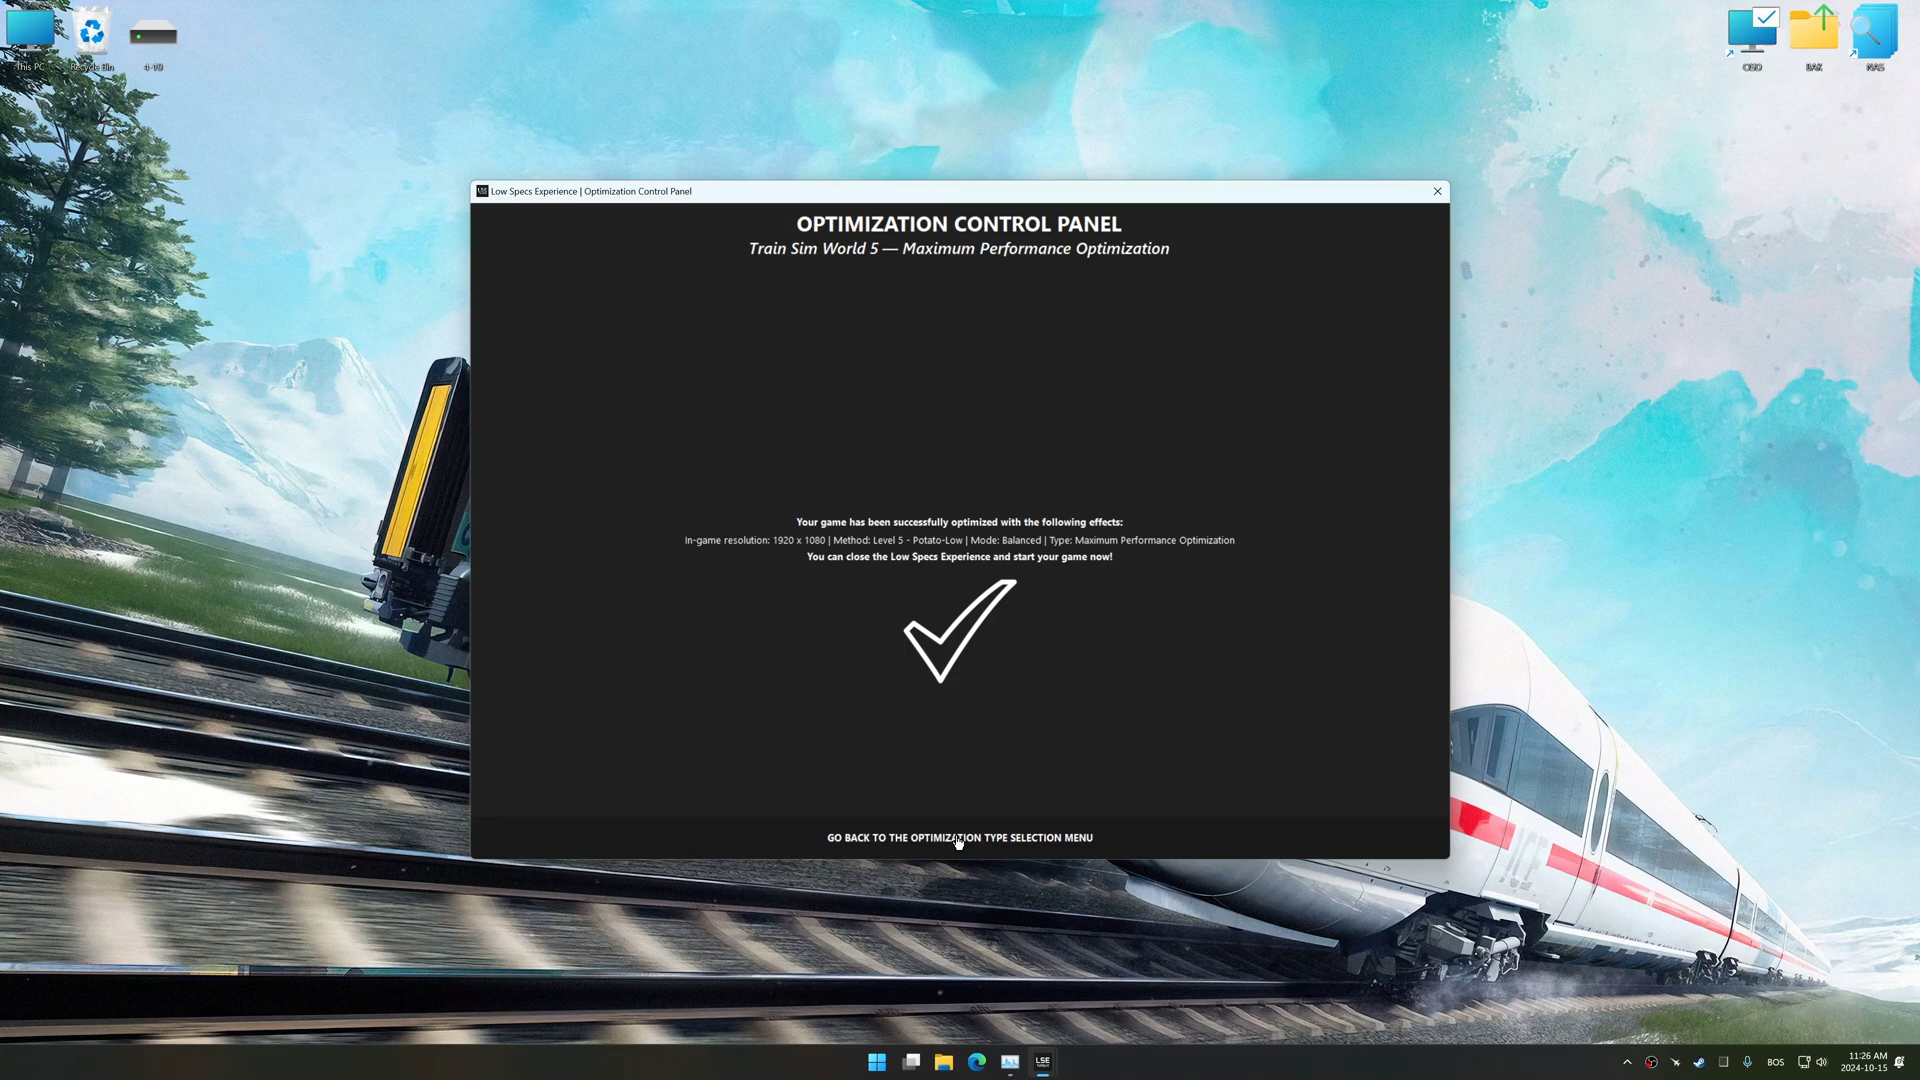 This PC
Recycle Bin
4-10
OSD
BAK
NAS
Low Specs Experience | Optimization Control Panel
OPTIMIZATION CONTROL PANEL
Train Sim World 5 — Maximum Performance Optimization
Your game has been successfully optimized with the following effects:
In-game resolution: 1920 x 1080 | Method: Level 5 - Potato-Low | Mode: Balanced | Type: Maximum Performance Optimization
You can close the Low Specs Experience and start your game now!
GO BACK TO THE OPTIMIZATION TYPE SELECTION MENU
LSE
BOS
11:26 AM
2024-10-15